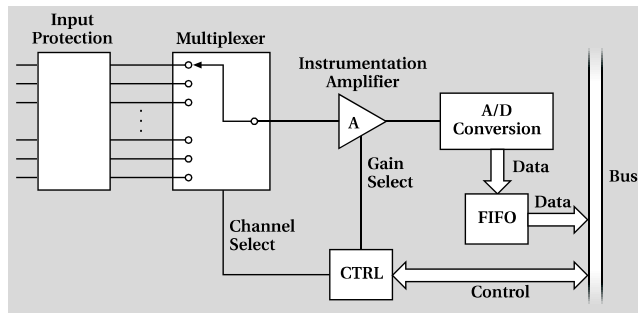 Input
Protection
Multiplexer
Instrumentation
Amplifier
A
A/D
Conversion
Gain
Select
Data
Data
FIFO
Bus
Channel
Select
CTRL
Control